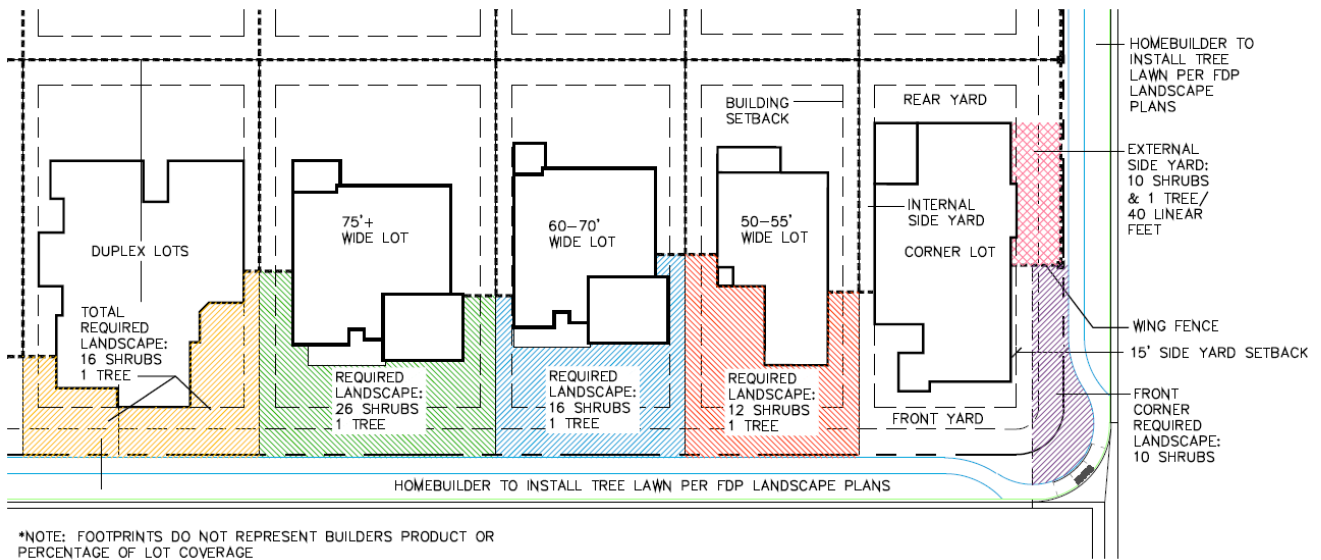 DUPLEX LOTS
TOTAL
REQUIRED
LANDSCAPE:
16 SHRUBS
1 TREE
75'+
WIDE LOT
REQUIRED
LANDSCAPE:
26 SHRUBS
1 TREE
60-70'
WIDE LOT
REQUIRED
LANDSCAPE:
16 SHRUBS
1 TREE
BUILDING
SETBACK
50-55'
WIDE LOT
REQUIRED
LANDSCAPE:
12 SHRUBS
1 TREE
REAR YARD
INTERNAL
SIDE YARD
CORNER LOT
FRONT YARD
HOMEBUILDER TO
INSTALL TREE
LAWN PER FDP
LANDSCAPE
PLANS
EXTERNAL
SIDE YARD:
10 SHRUBS
& 1 TREE/
40 LINEAR
FEET
WING FENCE
15' SIDE YARD SETBACK
FRONT
CORNER
REQUIRED
LANDSCAPE:
10 SHRUBS
HOMEBUILDER TO INSTALL TREE LAWN PER FDP LANDSCAPE PLANS
*NOTE: FOOTPRINTS DO NOT REPRESENT BUILDERS PRODUCT OR
PERCENTAGE OF LOT COVERAGE